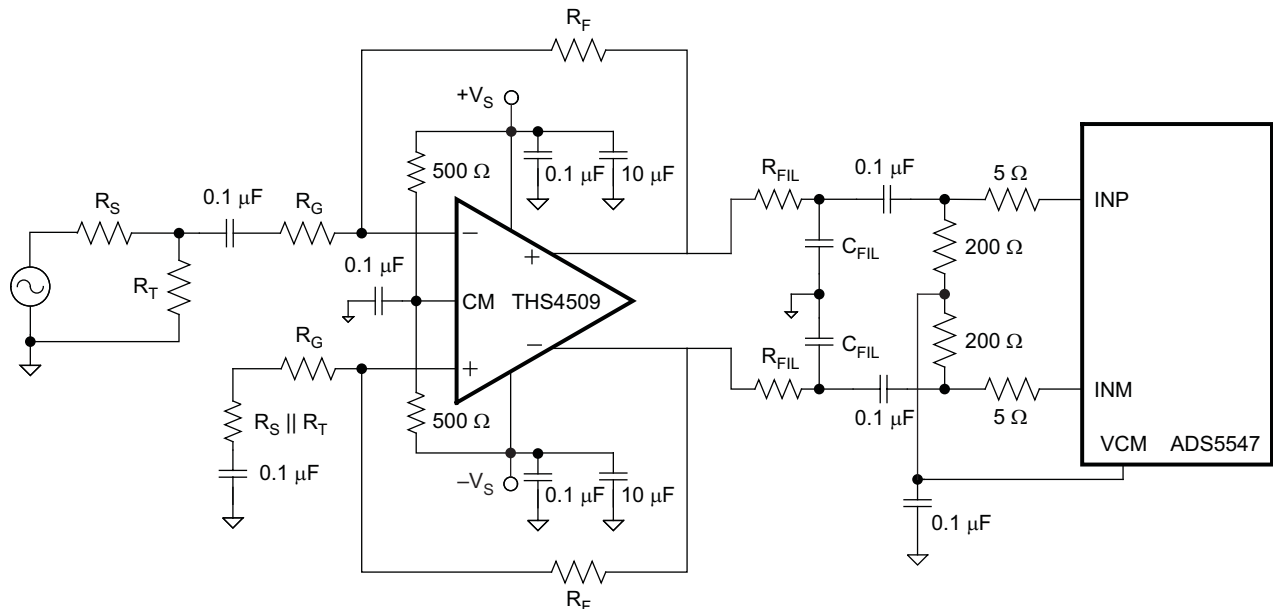 R_F
+V_S
500 Ω
0.1 µF
10 µF
R_S
0.1 µF
R_G
R_T
0.1 µF
−
+
CM
THS4509
R_FIL
0.1 µF
5 Ω
INP
C_FIL
200 Ω
R_G
+
−
R_FIL
C_FIL
200 Ω
0.1 µF
5 Ω
INM
R_S || R_T
500 Ω
0.1 µF
−V_S
0.1 µF
10 µF
VCM
ADS5547
0.1 µF
R_F